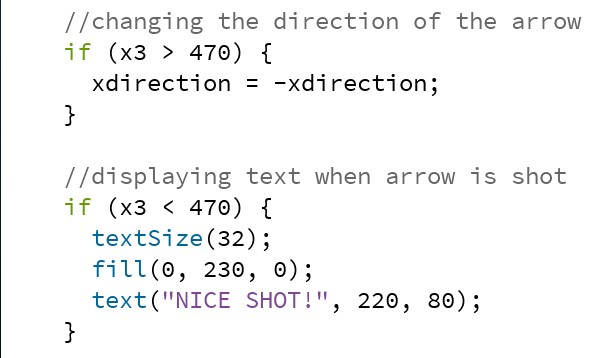 //changing the direction of the arrow
if (x3 > 470) {
xdirection = -xdirection;
}
//displaying text when arrow is shot
if (x3 < 470) {
textSize(32);
fill(0, 230, 0);
text("NICE SHOT!", 220, 80);
}